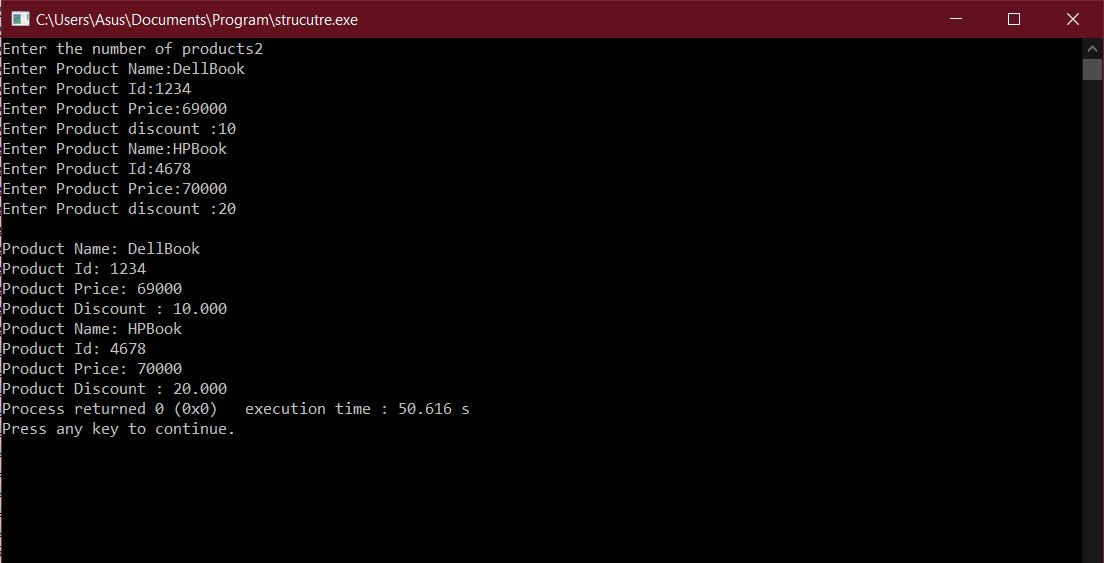 C:\Users\Asus\Documents\Program\strucutre.exe
Enter the number of products2
Enter Product Name:DellBook
Enter Product Id:1234
Enter Product Price:69000
Enter Product discount :10
Enter Product Name:HPBook
Enter Product Id:4678
Enter Product Price:70000
Enter Product discount :20
Product Name: DellBook
Product Id: 1234
Product Price: 69000
Product Discount : 10.000
Product Name: HPBook
Product Id: 4678
Product Price: 70000
Product Discount : 20.000
Process returned 0 (0x0)   execution time : 50.616 s
Press any key to continue.